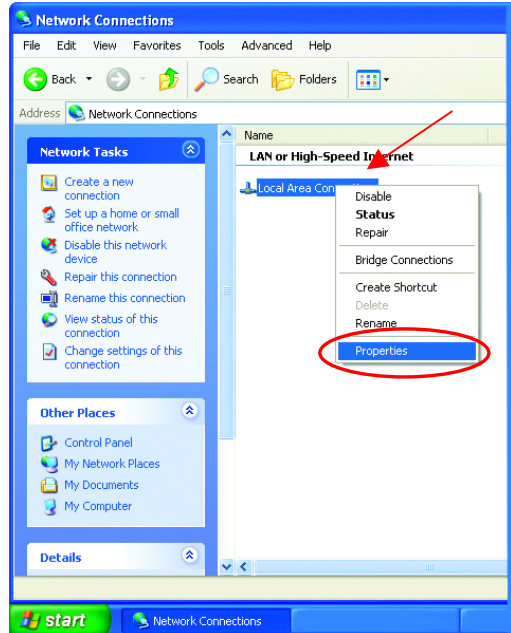 Network Connections
File Edit View Favorites Tools Advanced Help
Back Search Folders
Address Network Connections
Network Tasks
Create a new
connection
Set up a home or small
office network
Disable this network
device
Repair this connection
Rename this connection
View status of this
connection
Change settings of this
connection
Other Places
Control Panel
My Network Places
My Documents
My Computer
Details
Name
LAN or High-Speed Internet
Local Area
Disable
Status
Repair
Bridge Connections
Create Shortcut
Delete
Rename
Properties
start Network Connections